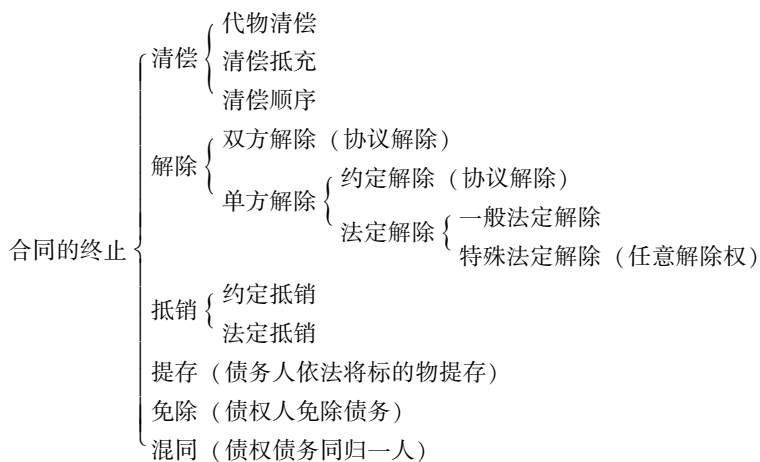 代物清偿
清偿
清偿抵充
清偿顺序
双方解除（协议解除）
解除
约定解除（协议解除）
单方解除
一般法定解除
法定解除
合同的终止
特殊法定解除（任意解除权）
约定抵销
抵销
法定抵销
提存（债务人依法将标的物提存）
免除（债权人免除债务）
混同（债权债务同归一人）